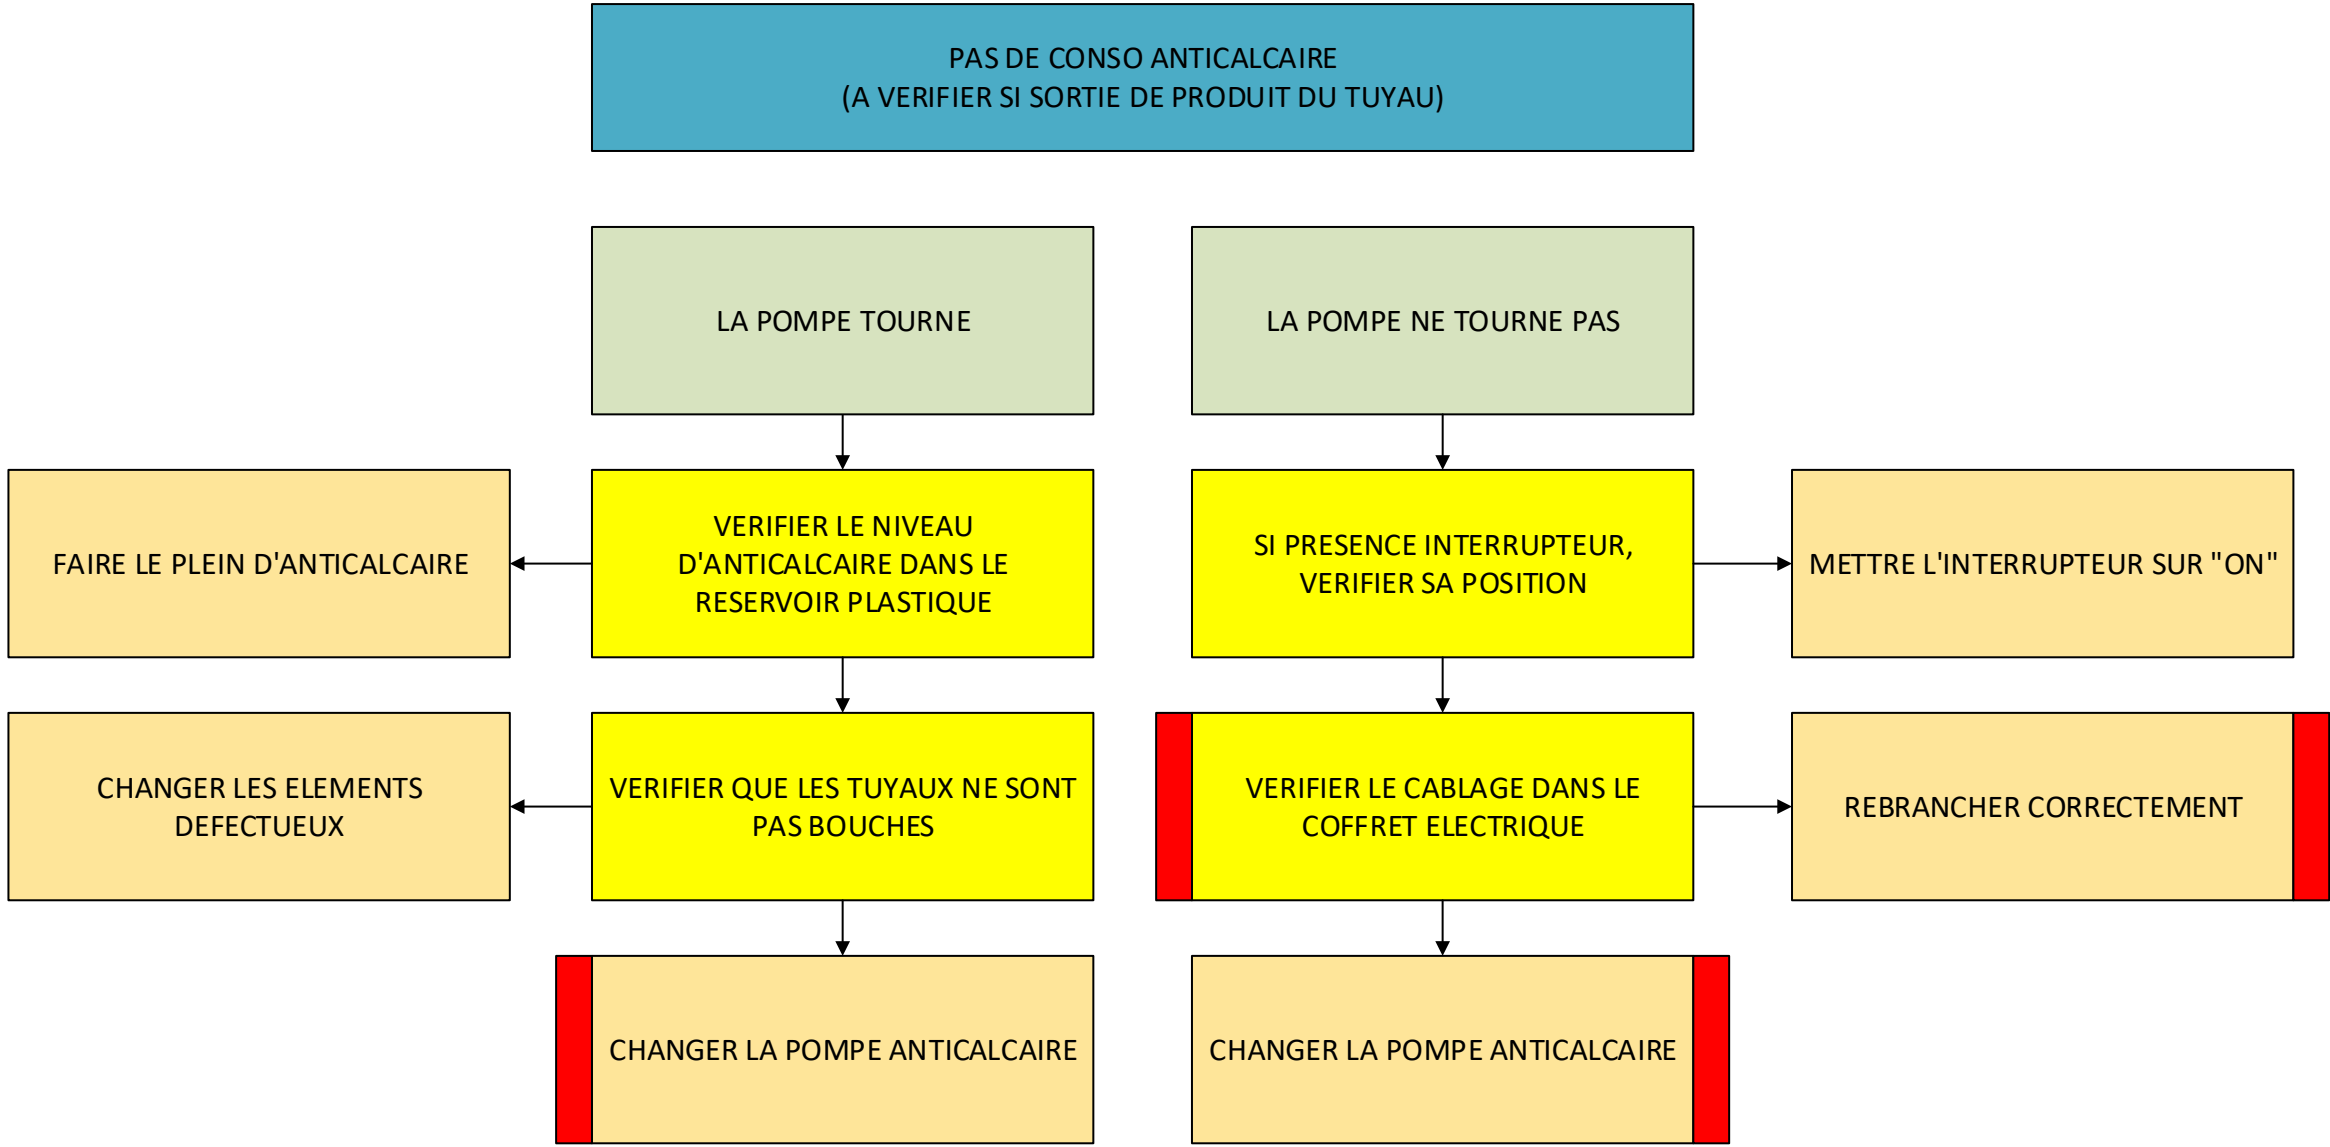 PAS DE CONSO ANTICALCAIRE
(A VERIFIER SI SORTIE DE PRODUIT DU TUYAU)
LA POMPE TOURNE
LA POMPE NE TOURNE PAS
FAIRE LE PLEIN D'ANTICALCAIRE
VERIFIER LE NIVEAU
D'ANTICALCAIRE DANS LE
RESERVOIR PLASTIQUE
SI PRESENCE INTERRUPTEUR,
VERIFIER SA POSITION
METTRE L'INTERRUPTEUR SUR "ON"
CHANGER LES ELEMENTS
DEFECTUEUX
VERIFIER QUE LES TUYAUX NE SONT
PAS BOUCHES
VERIFIER LE CABLAGE DANS LE
COFFRET ELECTRIQUE
REBRANCHER CORRECTEMENT
CHANGER LA POMPE ANTICALCAIRE
CHANGER LA POMPE ANTICALCAIRE